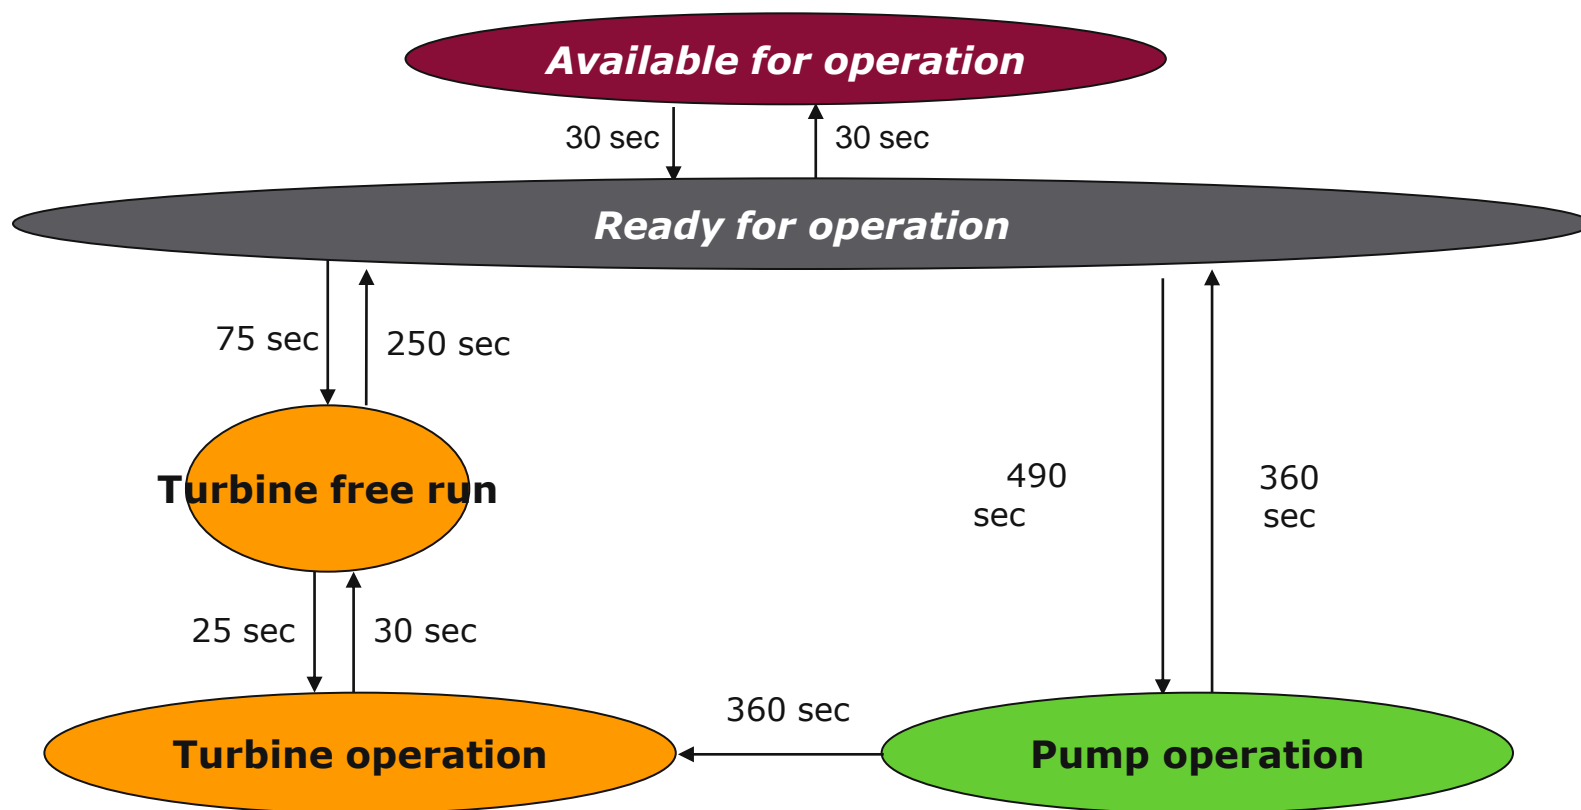 Available for operation
30 sec
30 sec
Ready for operation
75 sec
250 sec
490
sec
360
sec
Turbine free run
25 sec
30 sec
360 sec
Turbine operation
Pump operation